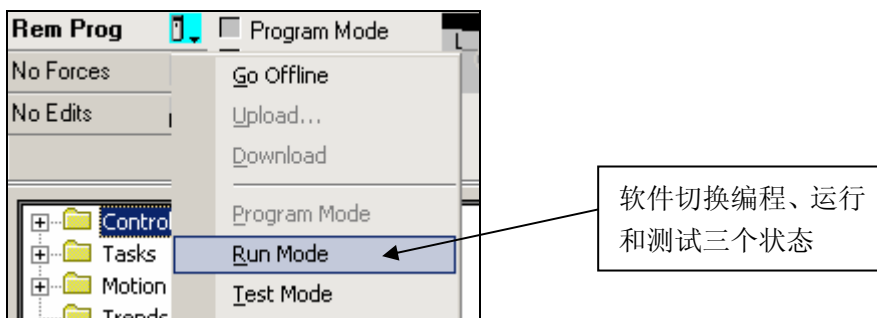 Rem Prog
Program Mode
No Forces
Go Offline
No Edits
Upload...
Download
Program Mode
Control
Run Mode
Tasks
Motion
Test Mode
Trends
软件切换编程、运行
和测试三个状态